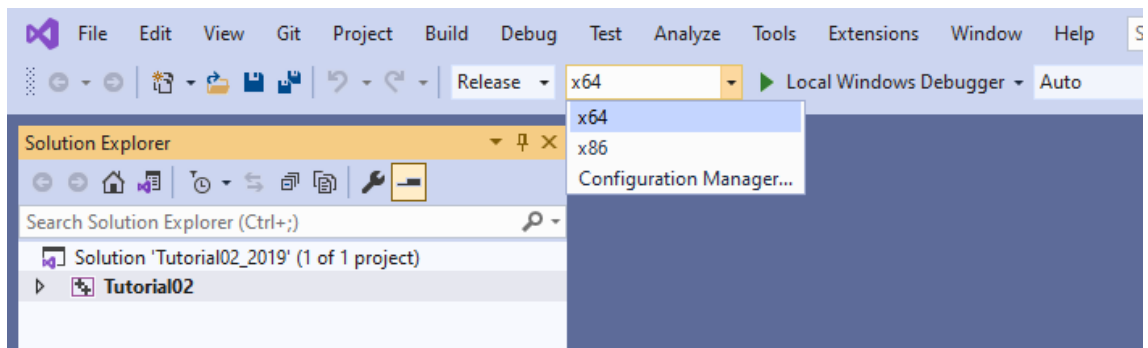 File Edit View Git Project Build Debug Test Analyze Tools Extensions Window Help S
Release x64 Local Windows Debugger Auto
x64
x86
Configuration Manager...
Solution Explorer
Search Solution Explorer (Ctrl+;)
Solution 'Tutorial02_2019' (1 of 1 project)
Tutorial02